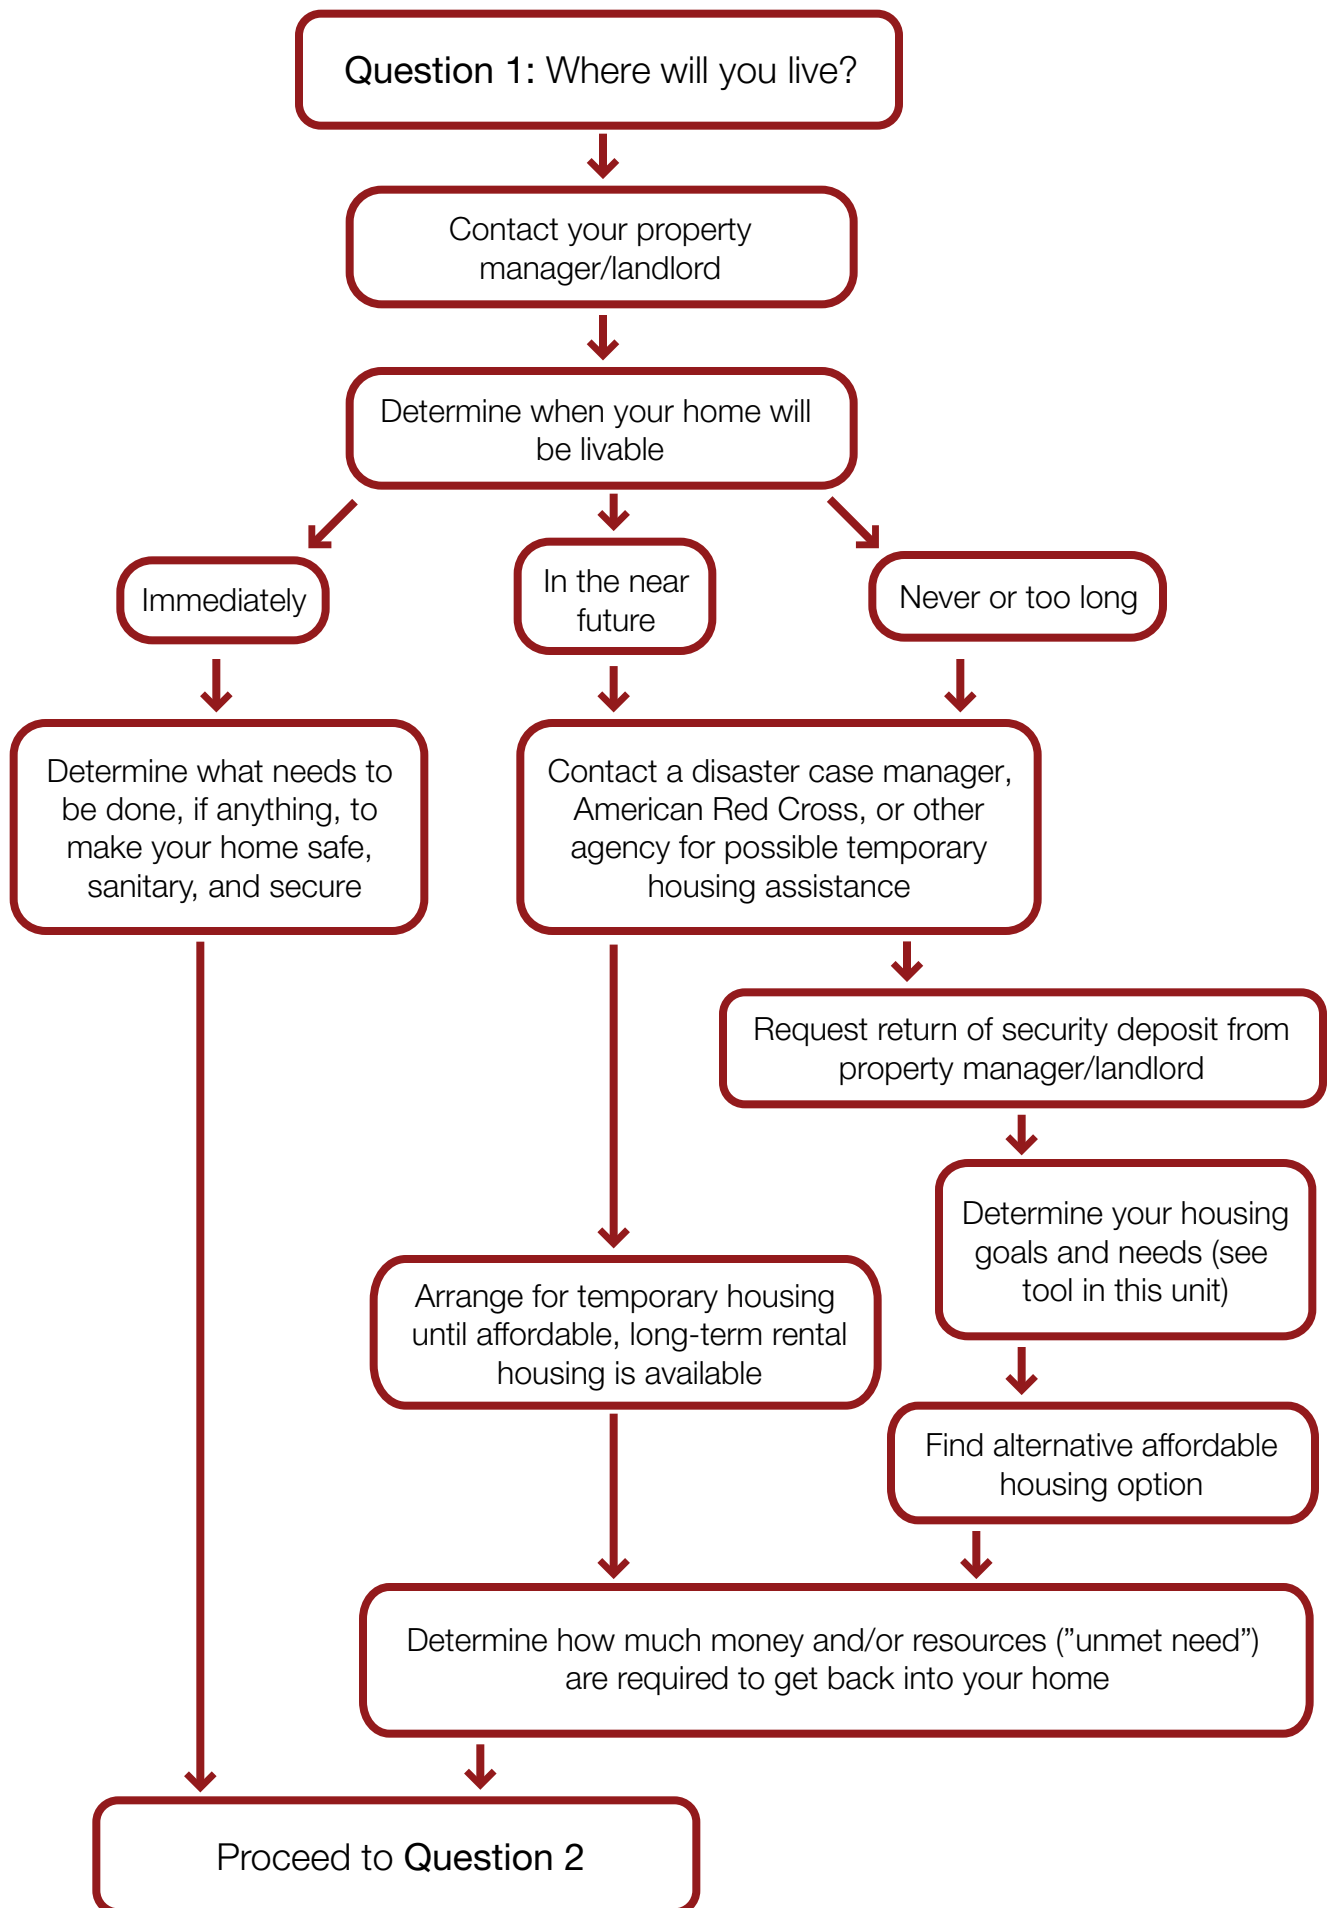 Question 1: Where will you live?
Contact your property
manager/landlord
Determine when your home will
be livable
Immediately
In the near
future
Never or too long
Determine what needs to
be done, if anything, to
make your home safe,
sanitary, and secure
Contact a disaster case manager,
American Red Cross, or other
agency for possible temporary
housing assistance
Request return of security deposit from
property manager/landlord
Determine your housing
goals and needs (see
tool in this unit)
Arrange for temporary housing
until affordable, long-term rental
housing is available
Find alternative affordable
housing option
Determine how much money and/or resources (”unmet need”)
are required to get back into your home
Proceed to Question 2